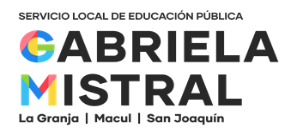 SERVICIO LOCAL DE EDUCACIÓN PÚBLICA
GABRIELA
MISTRAL
La Granja | Macul | San Joaquín